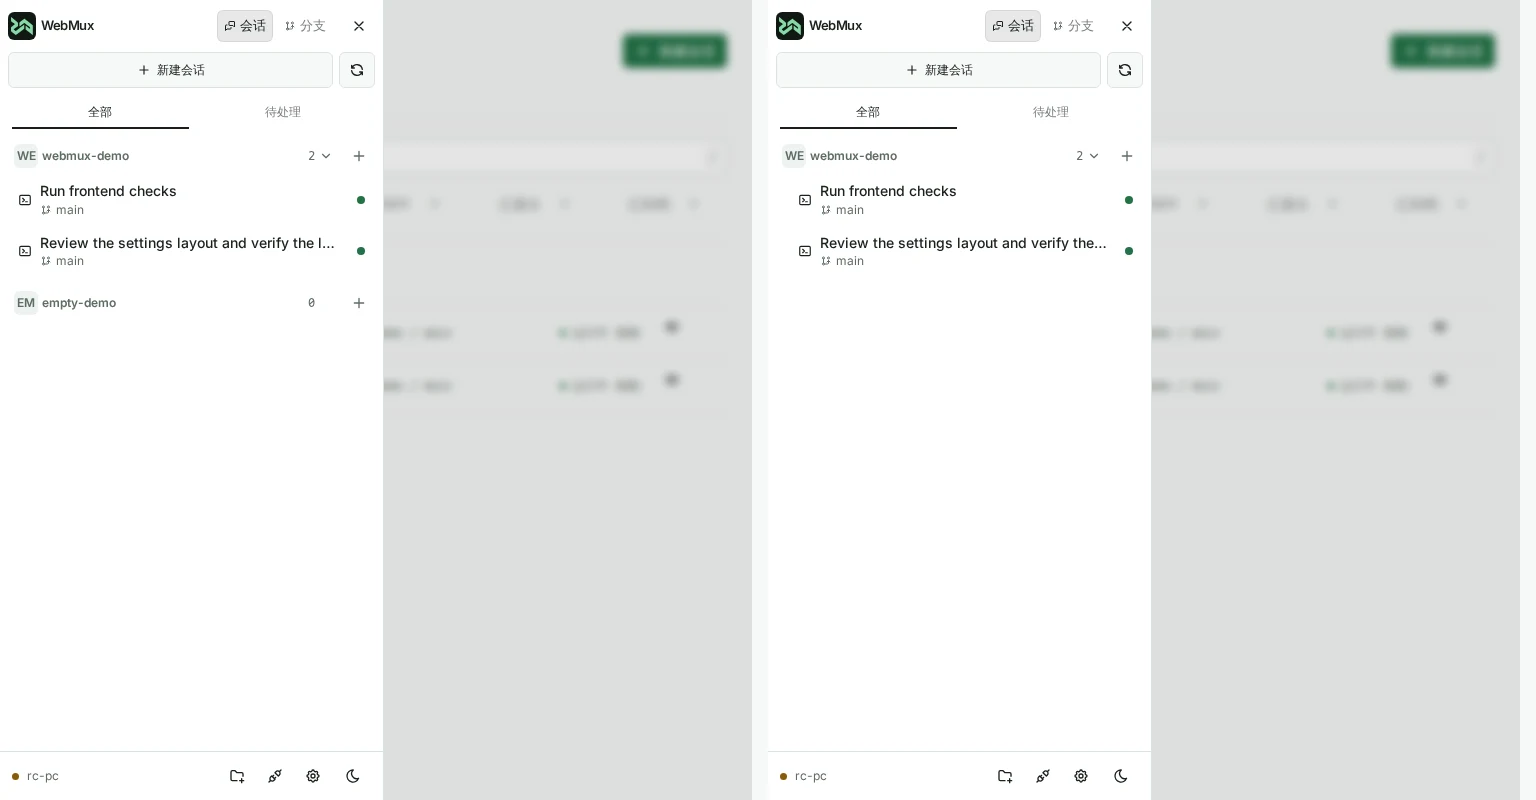 WebMux
会话
分支
新建会话
全部
待处理
WE webmux-demo 2
Run frontend checks
main
Review the settings layout and verify the l...
main
EM empty-demo 0
rc-pc
WebMux
会话
分支
新建会话
全部
待处理
WE webmux-demo 2
Run frontend checks
main
Review the settings layout and verify the...
main
rc-pc